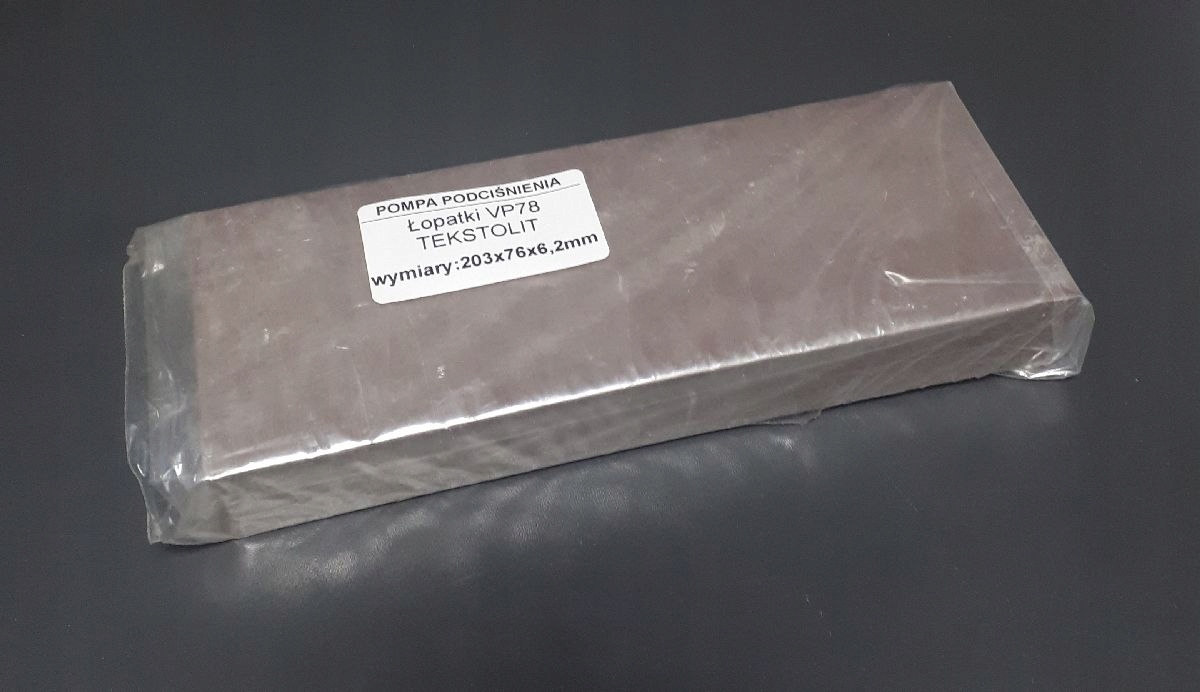 POMPA PODCIŚNIENIA
Łopatki VP78
TEKSTOLIT
wymiary:203x76x6,2mm